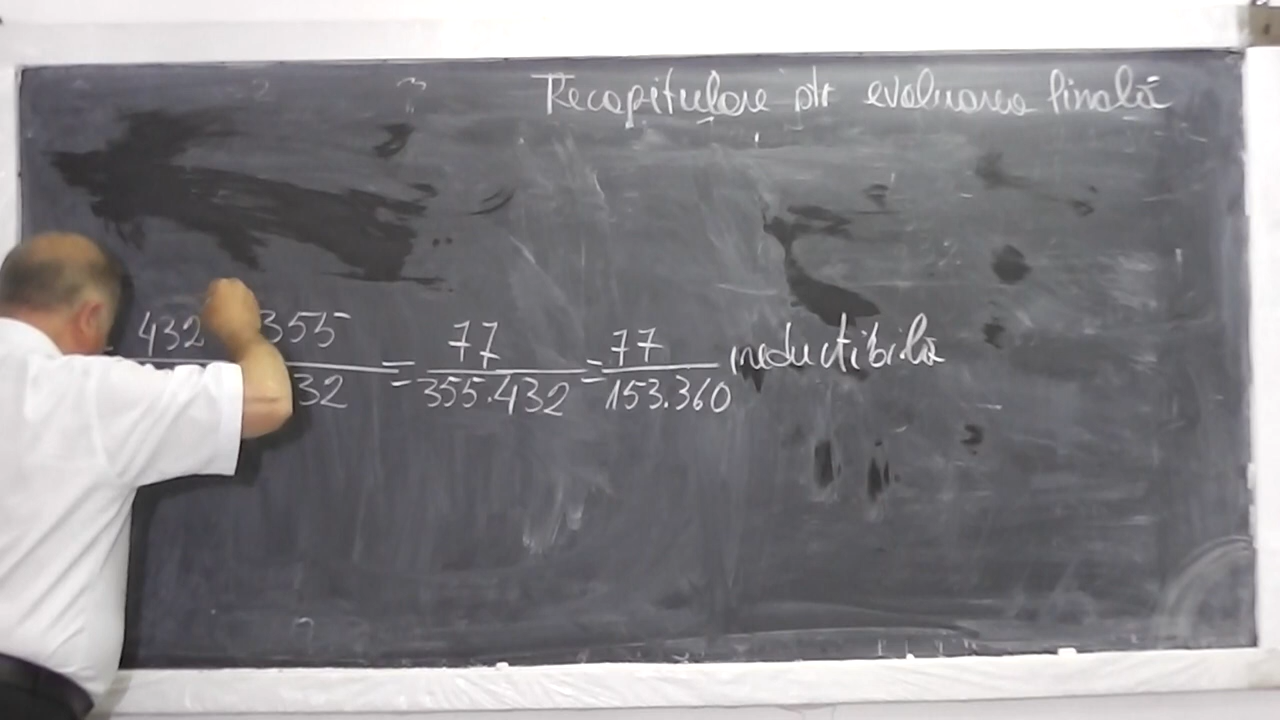 Recapitulare ptr evaluarea finală
432 355 = 77 = 77 ireductibilă
32 355.432 153.360